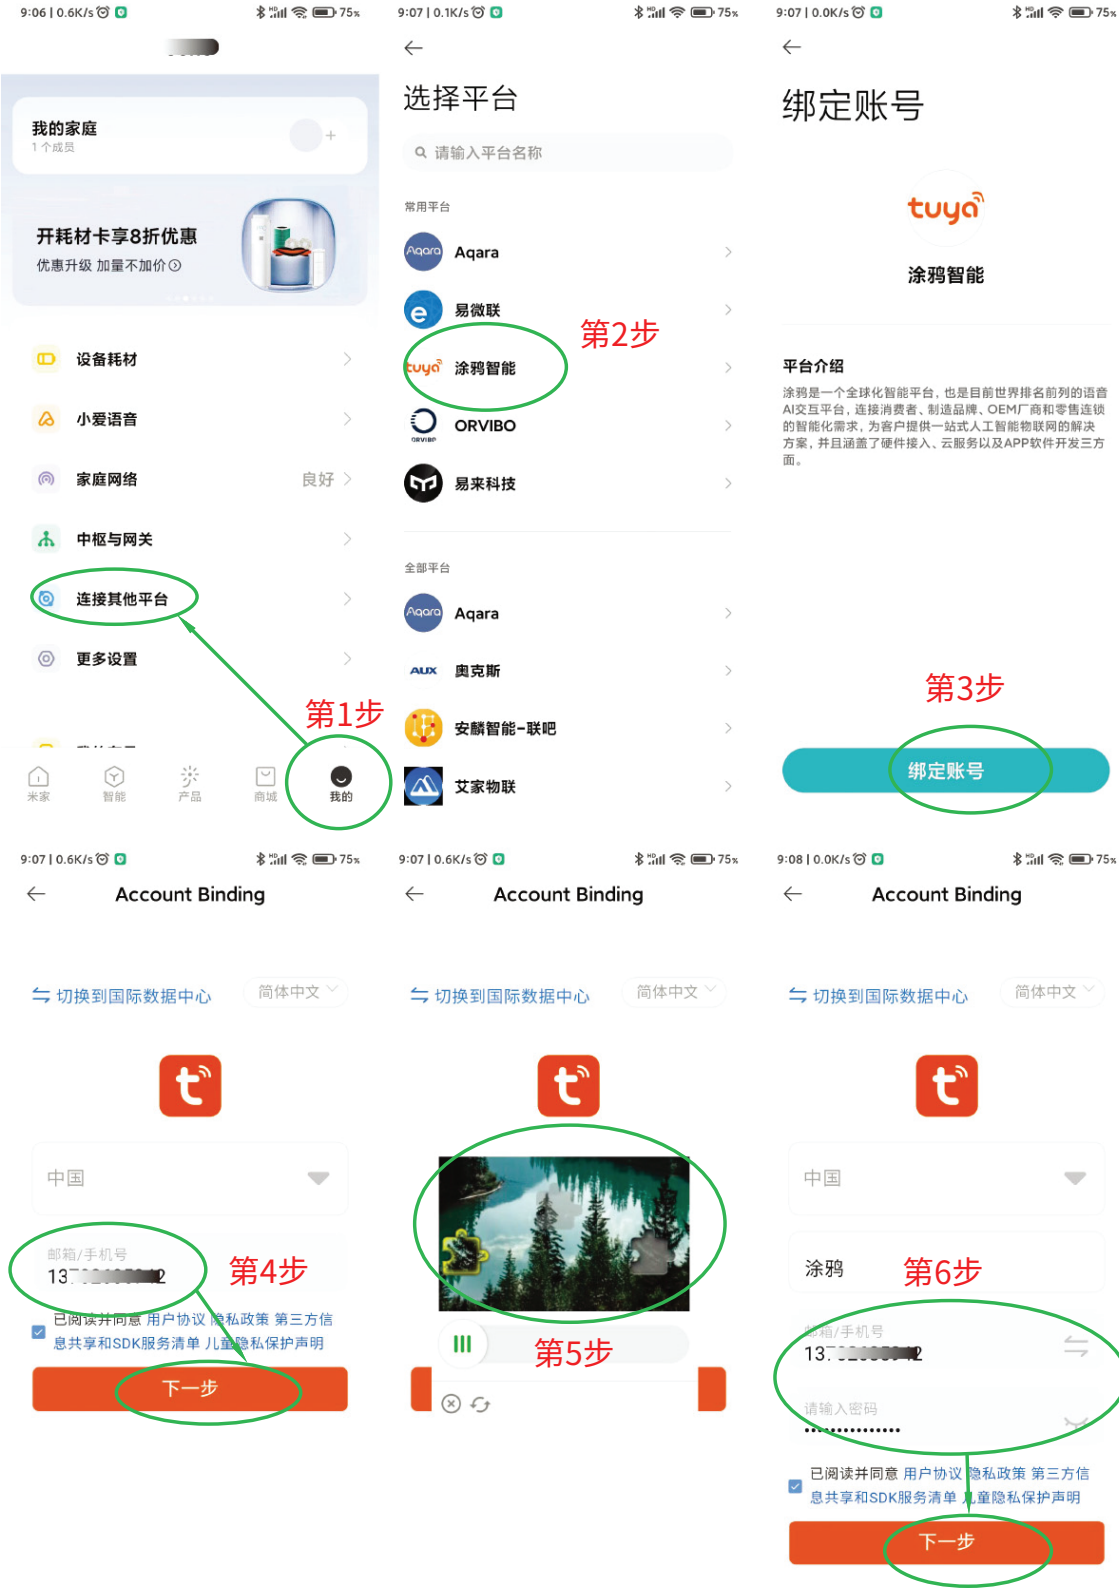 9:06 | 0.6K/s
75%
我的家庭
1个成员
+
开耗材卡享8折优惠
优惠升级 加量不加价
设备耗材
小爱语音
家庭网络
良好
中枢与网关
连接其他平台
更多设置
第1步
米家
智能
产品
商城
我的
9:07 | 0.1K/s
75%
选择平台
请输入平台名称
常用平台
Aqara
Aqara
e
易微联
第2步
tuya
涂鸦智能
ORVIBO
ORVIBO
易来科技
全部平台
Aqara
Aqara
AUX
奥克斯
安麟智能-联吧
艾家物联
9:07 | 0.0K/s
75%
绑定账号
tuya
涂鸦智能
平台介绍
涂鸦是一个全球化智能平台，也是目前世界排名前列的语音
AI交互平台，连接消费者、制造品牌、OEM厂商和零售连锁
的智能化需求，为客户提供一站式人工智能物联网的解决
方案，并且涵盖了硬件接入、云服务以及APP软件开发三方
面。
第3步
绑定账号
9:07 | 0.6K/s
75%
Account Binding
切换到国际数据中心
简体中文
t
中国
邮箱/手机号
第4步
已阅读并同意 用户协议 隐私政策 第三方信
息共享和SDK服务清单 儿童隐私保护声明
下一步
9:07 | 0.6K/s
75%
Account Binding
切换到国际数据中心
简体中文
t
第5步
9:08 | 0.0K/s
75%
Account Binding
切换到国际数据中心
简体中文
t
中国
涂鸦
第6步
邮箱/手机号
请输入密码
已阅读并同意 用户协议 隐私政策 第三方信
息共享和SDK服务清单 儿童隐私保护声明
下一步